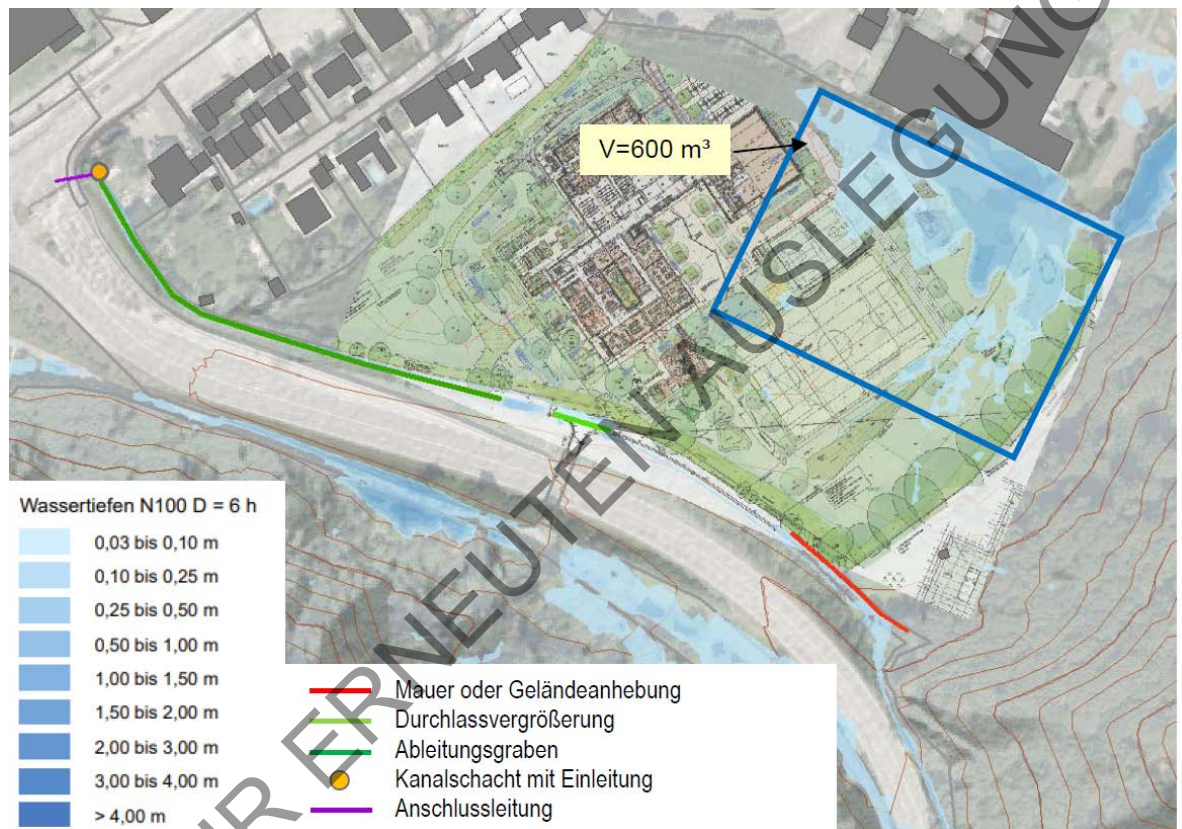 V=600 m³
Wassertiefen N100 D = 6 h
0,03 bis 0,10 m
0,10 bis 0,25 m
0,25 bis 0,50 m
0,50 bis 1,00 m
1,00 bis 1,50 m
1,50 bis 2,00 m
2,00 bis 3,00 m
3,00 bis 4,00 m
> 4,00 m
Mauer oder Geländeanhebung
Durchlassvergrößerung
Ableitungsgraben
Kanalschacht mit Einleitung
Anschlussleitung
ERNEUTEN AUSLEGUNG